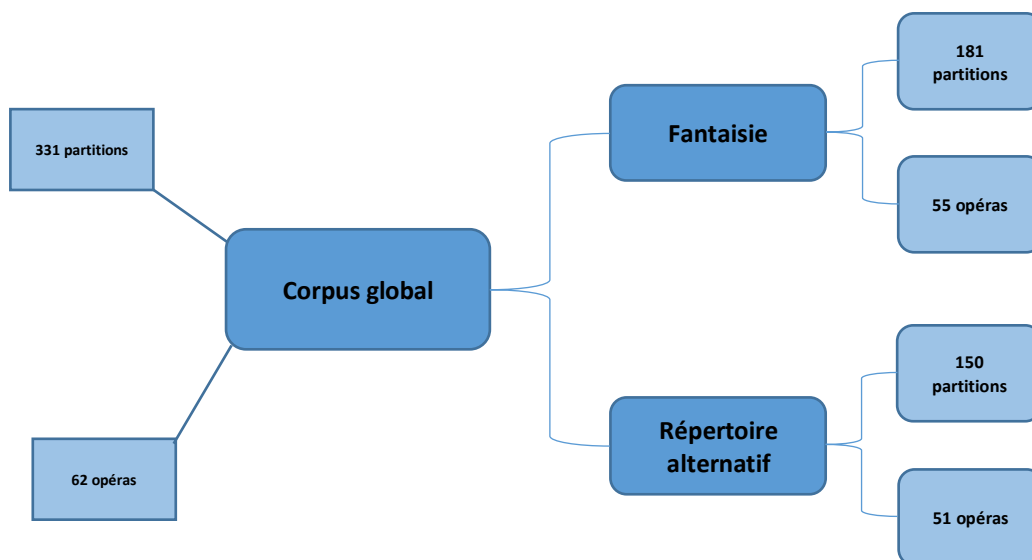 331 partitions
62 opéras
Corpus global
Fantaisie
181
partitions
55 opéras
Répertoire
alternatif
150
partitions
51 opéras